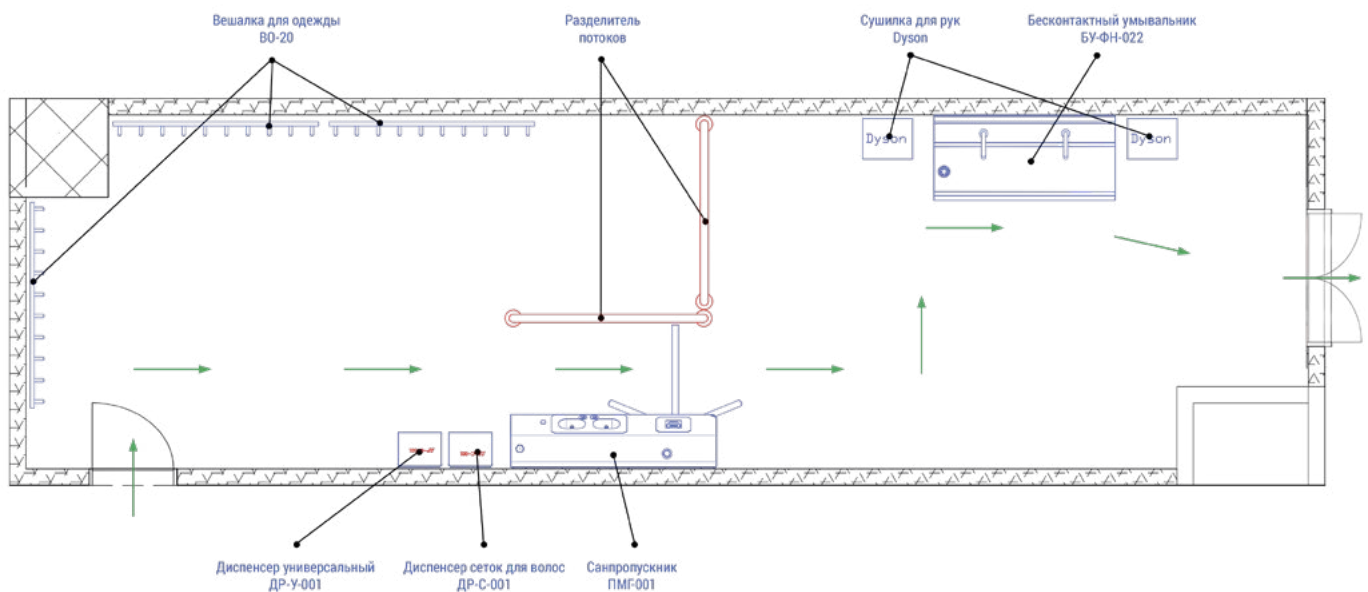 Вешалка для одежды
ВО-20
Разделитель
потоков
Сушилка для рук
Dyson
Бесконтактный умывальник
БУ-ФН-022
Dyson
Dyson
Диспенсер универсальный
ДР-У-001
Диспенсер сеток для волос
ДР-С-001
Санпропускник
ПМГ-001